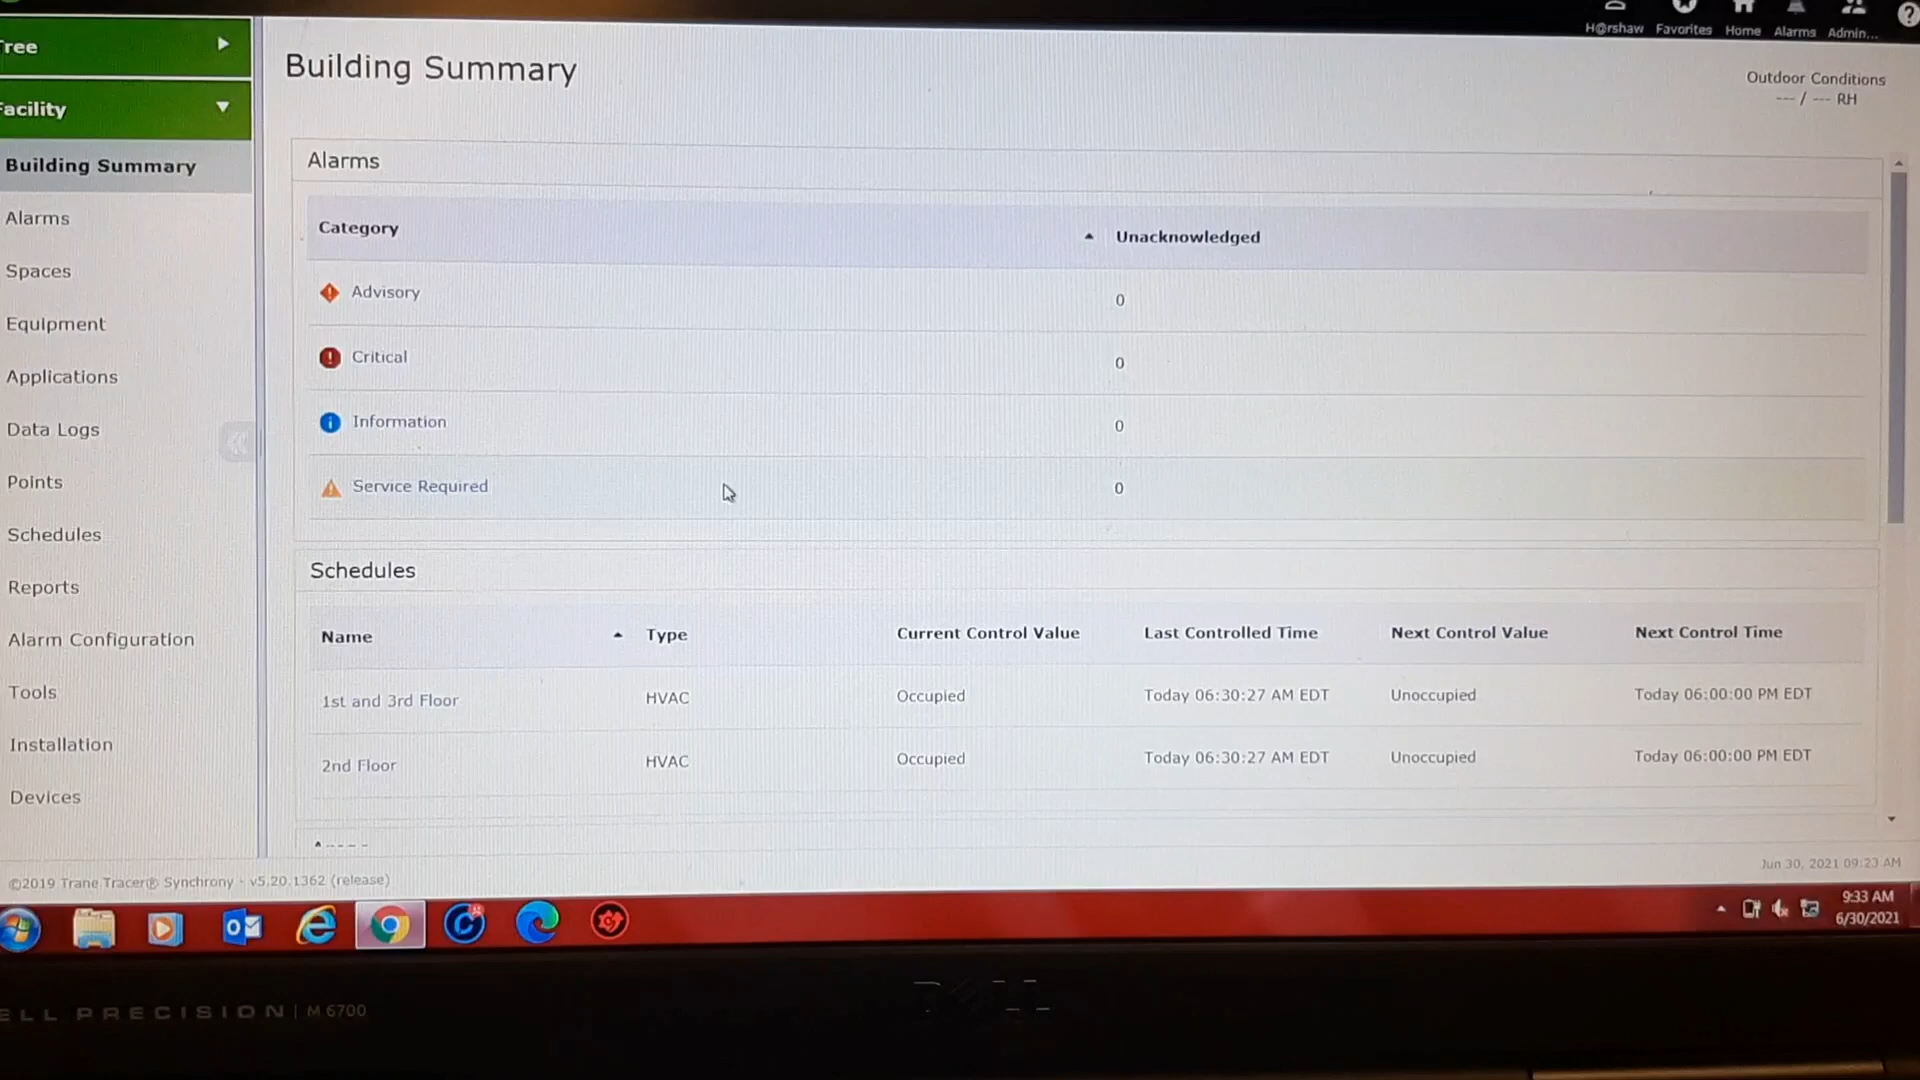 H@rshaw Favorites Home Alarms Admin...
Tree
Facility
Building Summary
Alarms
Spaces
Equipment
Applications
Data Logs
Points
Schedules
Reports
Alarm Configuration
Tools
Installation
Devices
Building Summary
Outdoor Conditions
--- / --- RH
Alarms
Category Unacknowledged
Advisory 0
Critical 0
Information 0
Service Required 0
Schedules
Name Type Current Control Value Last Controlled Time Next Control Value Next Control Time
1st and 3rd Floor HVAC Occupied Today 06:30:27 AM EDT Unoccupied Today 06:00:00 PM EDT
2nd Floor HVAC Occupied Today 06:30:27 AM EDT Unoccupied Today 06:00:00 PM EDT
©2019 Trane Tracer® Synchrony - v5.20.1362 (release)
Jun 30, 2021 09:23 AM
9:33 AM
6/30/2021
ELL PRECISION | M6700
DELL